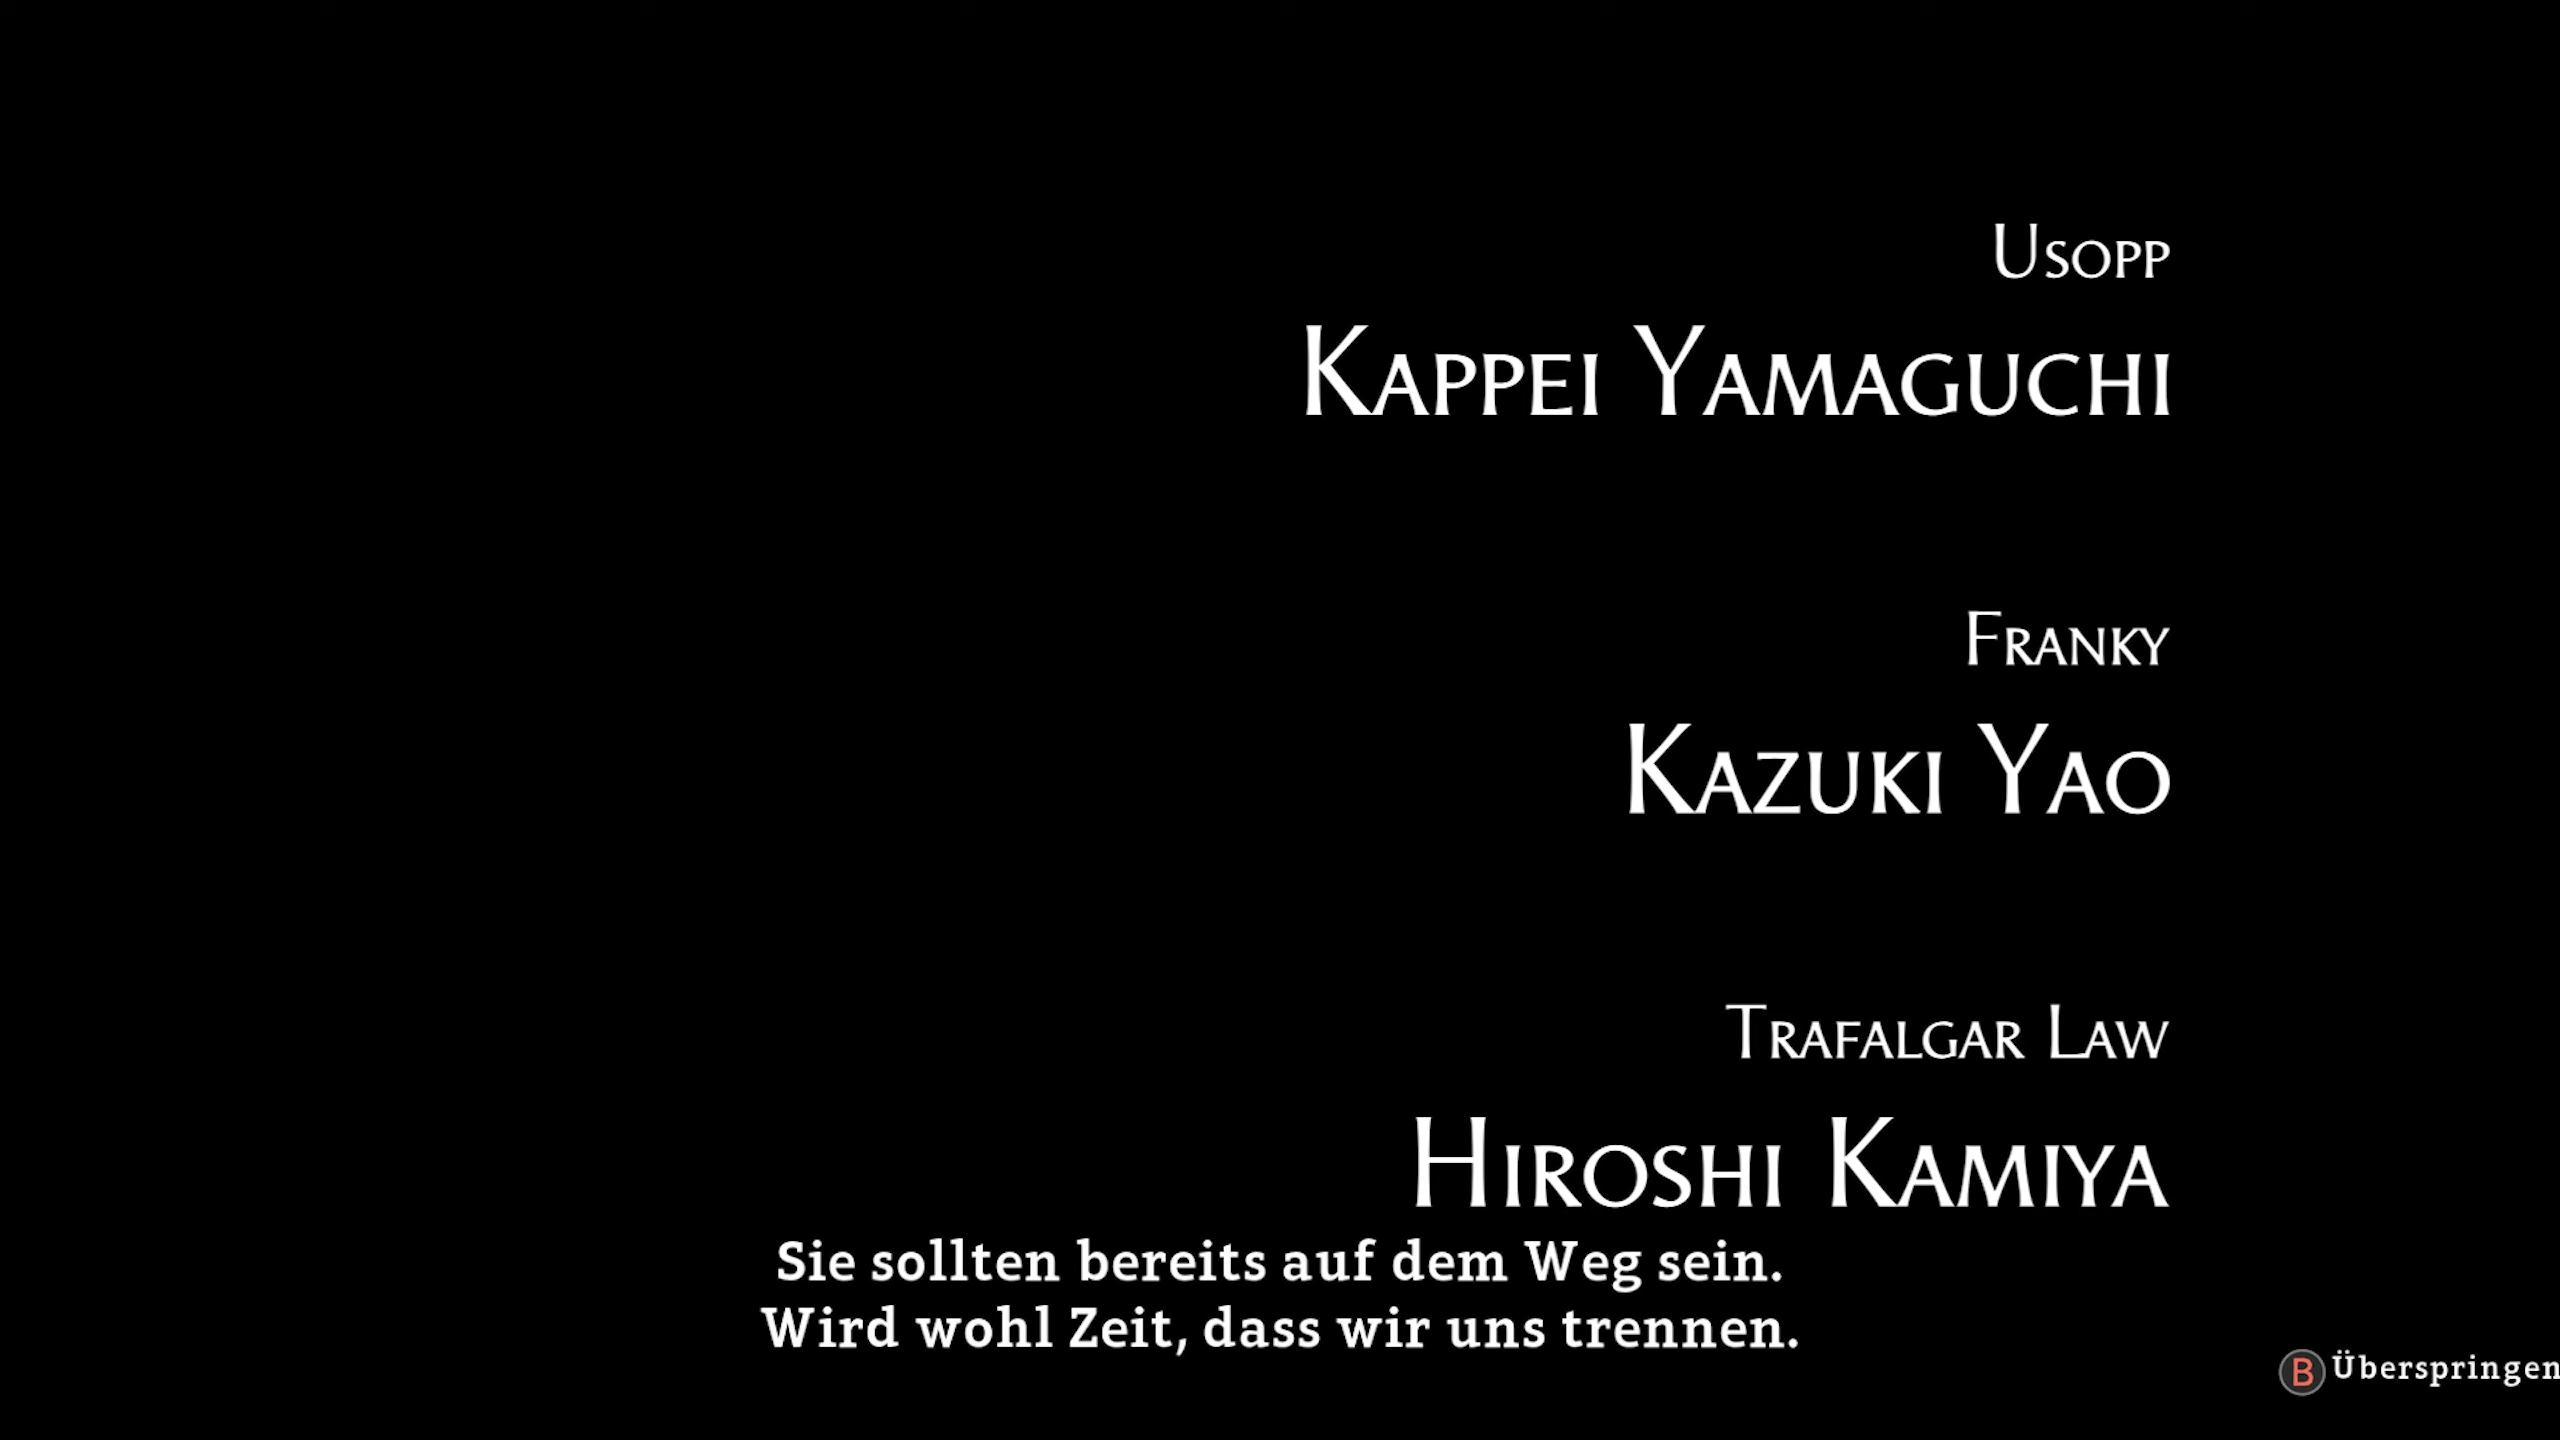 Usopp
Kappei Yamaguchi
Franky
Kazuki Yao
Trafalgar Law
Hiroshi Kamiya
Sie sollten bereits auf dem Weg sein.
Wird wohl Zeit, dass wir uns trennen.
B Überspringen